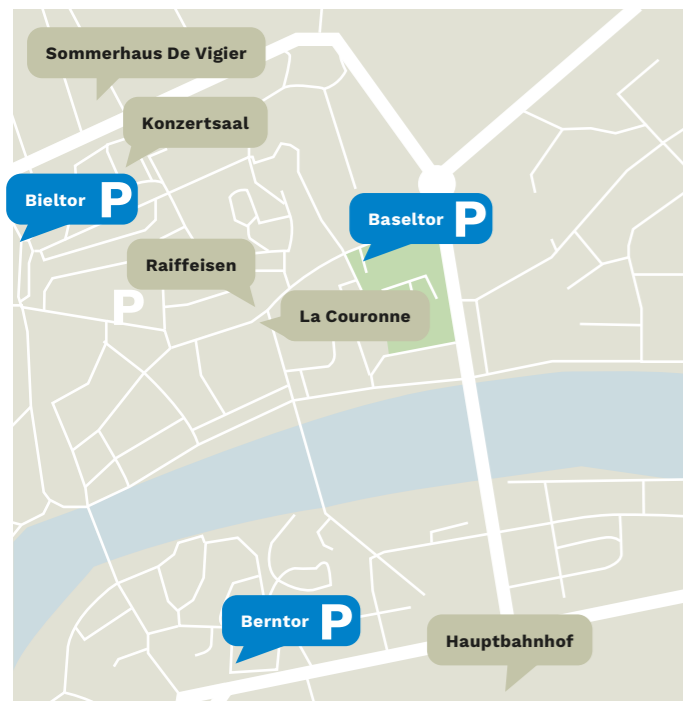 Sommerhaus De Vigier
Konzertsaal
Bieltor P
Baseltor P
Raiffeisen
P
La Couronne
Berntor P
Hauptbahnhof